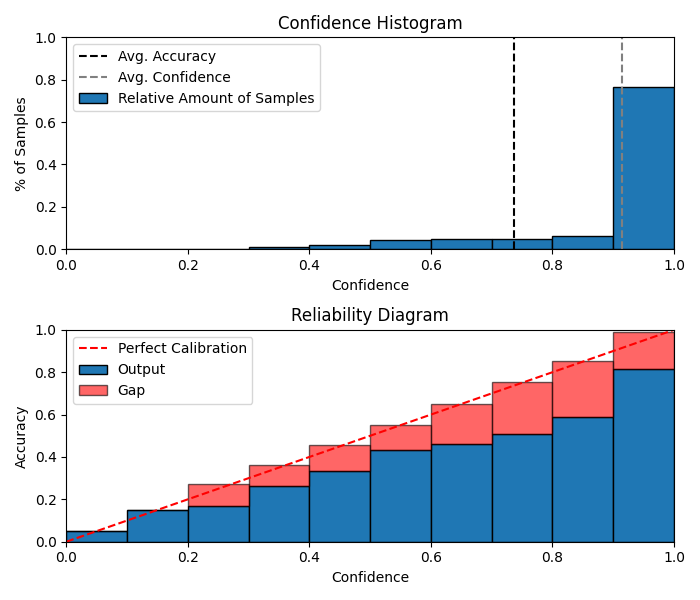 Confidence Histogram
1.0
0.8
0.6
0.4
0.2
0.0
% of Samples
Avg. Accuracy
Avg. Confidence
Relative Amount of Samples
0.0 0.2 0.4 0.6 0.8 1.0
Confidence
Reliability Diagram
1.0
0.8
0.6
0.4
0.2
0.0
Accuracy
Perfect Calibration
Output
Gap
0.0 0.2 0.4 0.6 0.8 1.0
Confidence